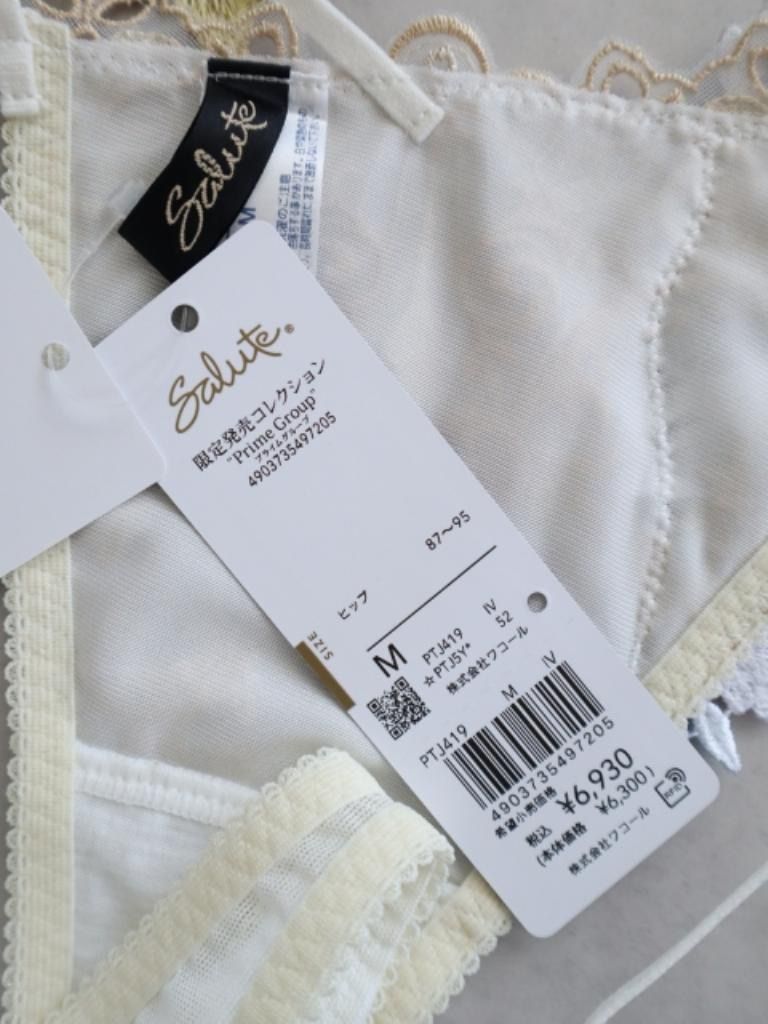 Salute
M
Salute®
限定発売コレクション
"Prime Group"
プライムグループ
4903735497205
ヒップ 87〜95
SIZE
M
PTJ419 IV
☆PTJ5Y* 52
株式会社ワコール
PTJ419 M IV
4903735497205
希望小売価格
税込 ¥6,930
(本体価格 ¥6,300)
株式会社ワコール
RFID